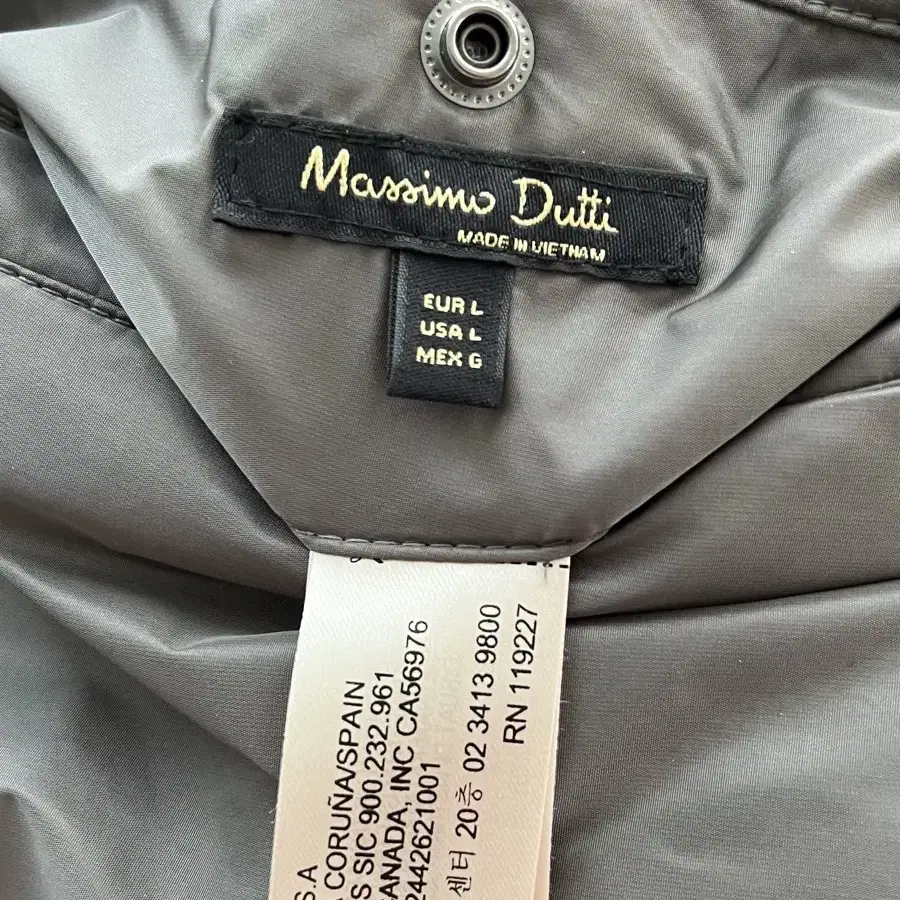 Massimo Dutti
MADE IN VIETNAM
EUR L
USA L
MEX G
S.A
CORUÑA/SPAIN
S SIC 900.232.961
ANADA, INC CA56976
2442621001
센터 20층 02 3413 9800
RN 119227